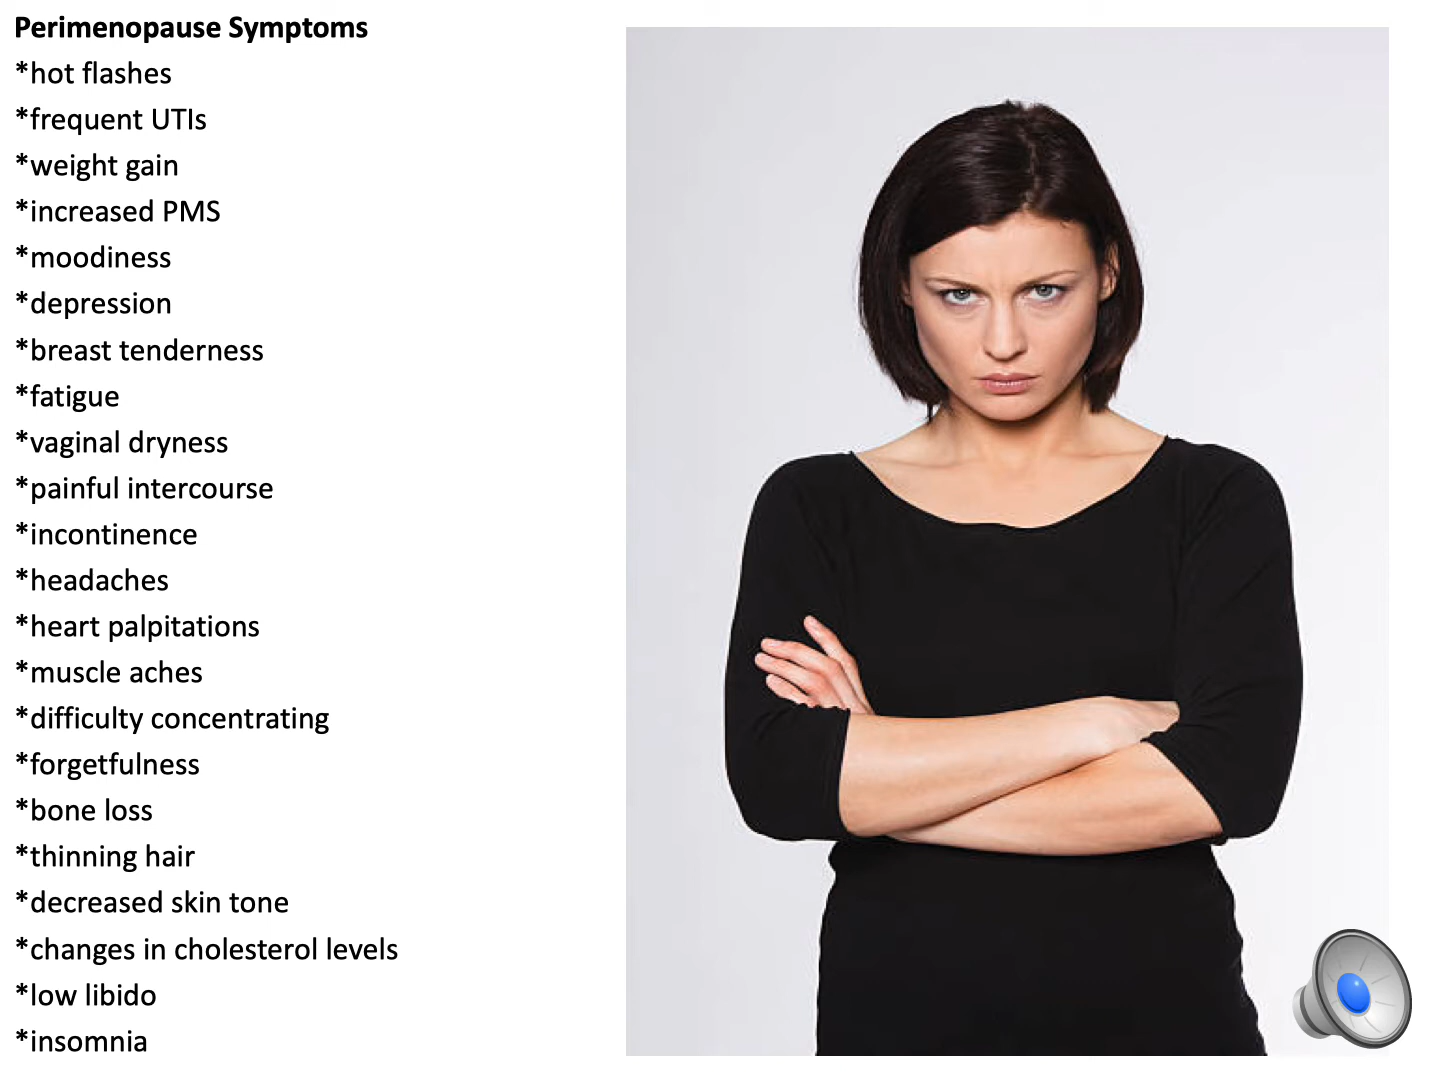 Perimenopause Symptoms
*hot flashes
*frequent UTIs
*weight gain
*increased PMS
*moodiness
*depression
*breast tenderness
*fatigue
*vaginal dryness
*painful intercourse
*incontinence
*headaches
*heart palpitations
*muscle aches
*difficulty concentrating
*forgetfulness
*bone loss
*thinning hair
*decreased skin tone
*changes in cholesterol levels
*low libido
*insomnia